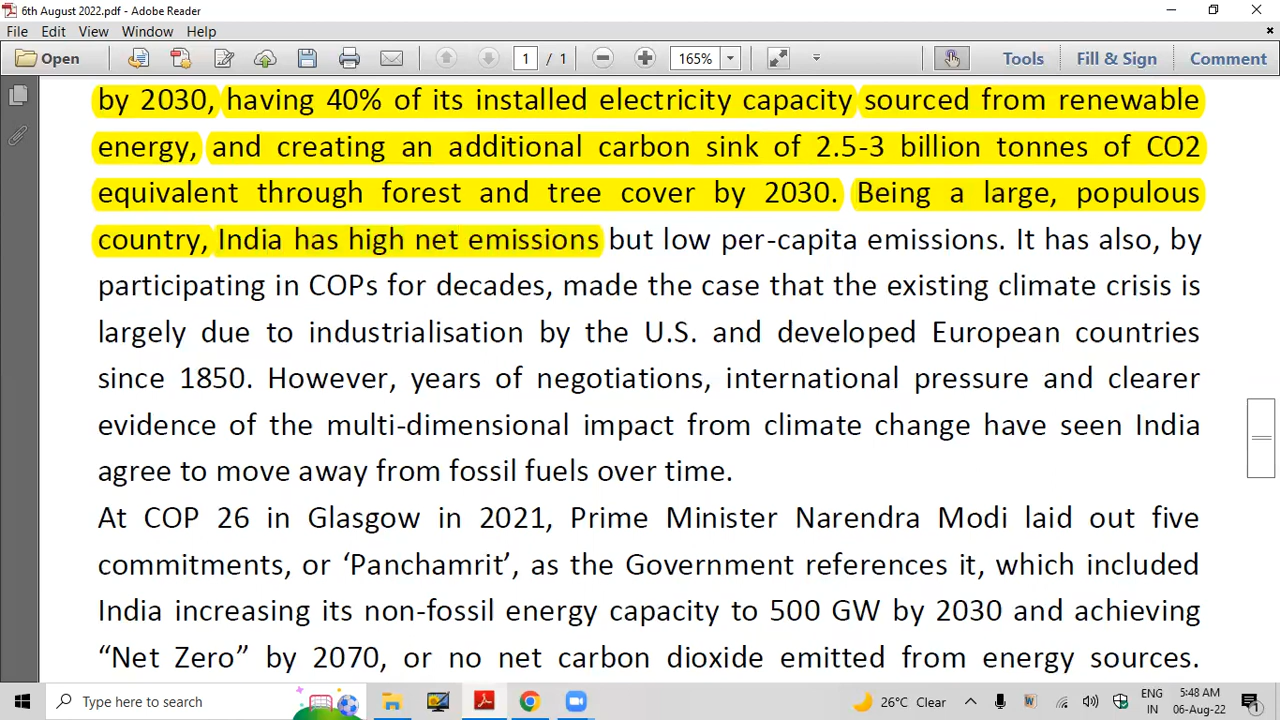 6th August 2022.pdf - Adobe Reader
File Edit View Window Help
Open 1 / 1 165% Tools Fill & Sign Comment
by 2030, having 40% of its installed electricity capacity sourced from renewable
energy, and creating an additional carbon sink of 2.5-3 billion tonnes of CO2
equivalent through forest and tree cover by 2030. Being a large, populous
country, India has high net emissions but low per-capita emissions. It has also, by
participating in COPs for decades, made the case that the existing climate crisis is
largely due to industrialisation by the U.S. and developed European countries
since 1850. However, years of negotiations, international pressure and clearer
evidence of the multi-dimensional impact from climate change have seen India
agree to move away from fossil fuels over time.
At COP 26 in Glasgow in 2021, Prime Minister Narendra Modi laid out five
commitments, or ‘Panchamrit’, as the Government references it, which included
India increasing its non-fossil energy capacity to 500 GW by 2030 and achieving
“Net Zero” by 2070, or no net carbon dioxide emitted from energy sources.
Type here to search 26°C Clear ENG IN 5:48 AM 06-Aug-22 1